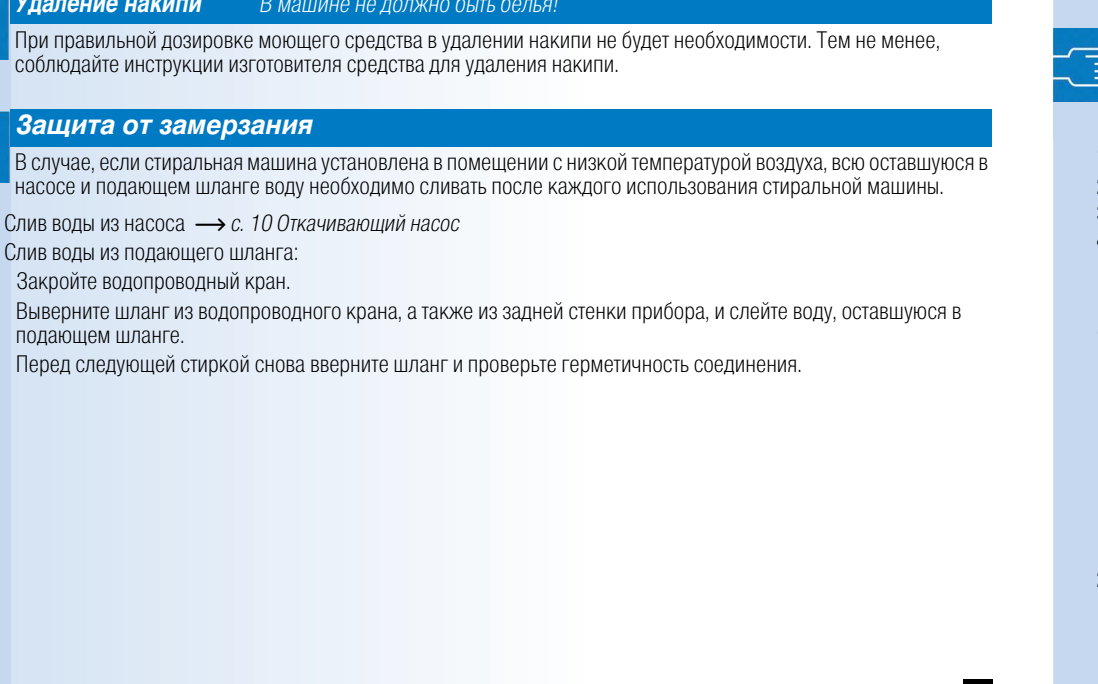 Удаление накипи В машине не должно быть белья!
При правильной дозировке моющего средства в удалении накипи не будет необходимости. Тем не менее,
соблюдайте инструкции изготовителя средства для удаления накипи.
Защита от замерзания
В случае, если стиральная машина установлена в помещении с низкой температурой воздуха, всю оставшуюся в
насосе и подающем шланге воду необходимо сливать после каждого использования стиральной машины.
Слив воды из насоса ⟶ с. 10 Откачивающий насос
Слив воды из подающего шланга:
Закройте водопроводный кран.
Выверните шланг из водопроводного крана, а также из задней стенки прибора, и слейте воду, оставшуюся в
подающем шланге.
Перед следующей стиркой снова вверните шланг и проверьте герметичность соединения.